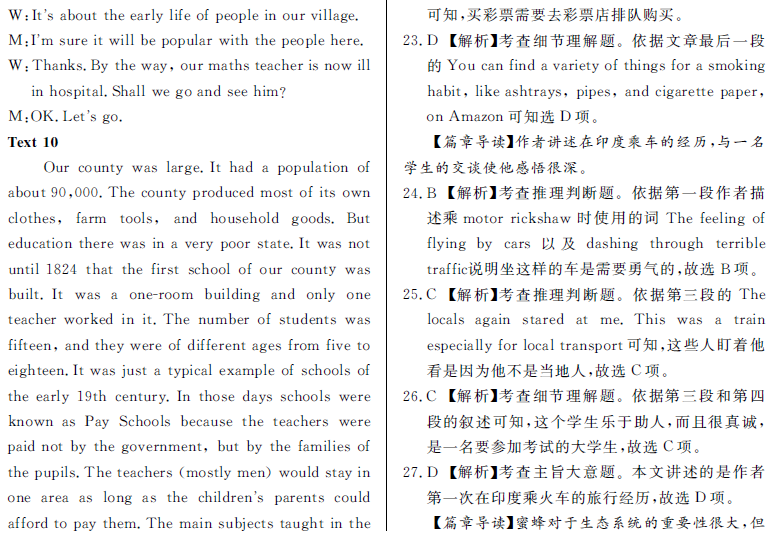 W:It's about the early life of people in our village.
M:I'm sure it will be popular with the people here.
W:Thanks. By the way, our maths teacher is now ill
in hospital. Shall we go and see him?
M:OK. Let's go.
Text 10
Our county was large. It had a population of
about 90,000. The county produced most of its own
clothes, farm tools, and household goods. But
education there was in a very poor state. It was not
until 1824 that the first school of our county was
built. It was a one-room building and only one
teacher worked in it. The number of students was
fifteen, and they were of different ages from five to
eighteen. It was just a typical example of schools of
the early 19th century. In those days schools were
known as Pay Schools because the teachers were
paid not by the government, but by the families of
the pupils. The teachers (mostly men) would stay in
one area as long as the children's parents could
afford to pay them. The main subjects taught in the
可知,买彩票需要去彩票店排队购买。
23. D 【解析】考查细节理解题。依据文章最后一段
的 You can find a variety of things for a smoking
habit, like ashtrays, pipes, and cigarette paper,
on Amazon 可知选 D 项。
【篇章导读】作者讲述在印度乘车的经历,与一名
学生的交谈使他感悟很深。
24. B 【解析】考查推理判断题。依据第一段作者描
述乘 motor rickshaw 时使用的词 The feeling of
flying by cars 以及 dashing through terrible
traffic说明坐这样的车是需要勇气的,故选 B 项。
25. C 【解析】考查推理判断题。依据第三段的 The
locals again stared at me. This was a train
especially for local transport 可知,这些人盯着他
看是因为他不是当地人,故选 C 项。
26. C 【解析】考查细节理解题。依据第三段和第四
段的叙述可知,这个学生乐于助人,而且很真诚,
是一名要参加考试的大学生,故选 C 项。
27. D 【解析】考查主旨大意题。本文讲述的是作者
第一次在印度乘火车的旅行经历,故选 D 项。
【篇章导读】蜜蜂对于生态系统的重要性很大,但